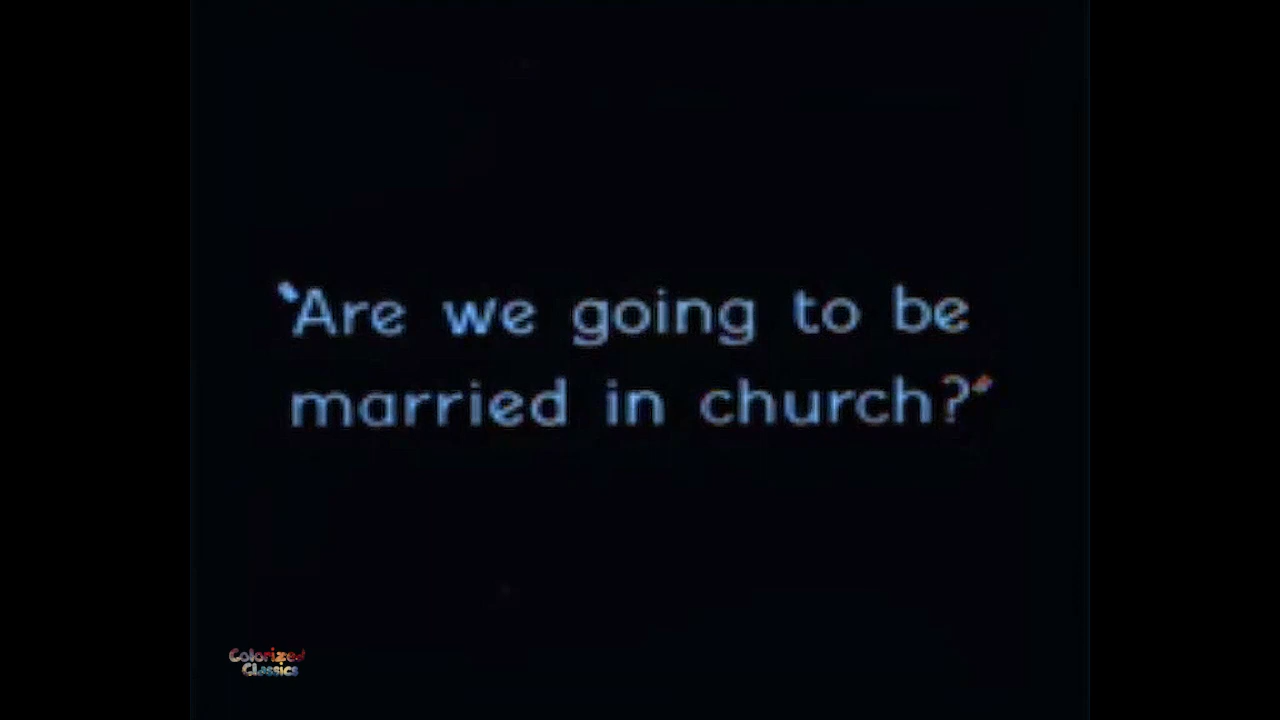 "Are we going to be
married in church?"
Colorized
Classics